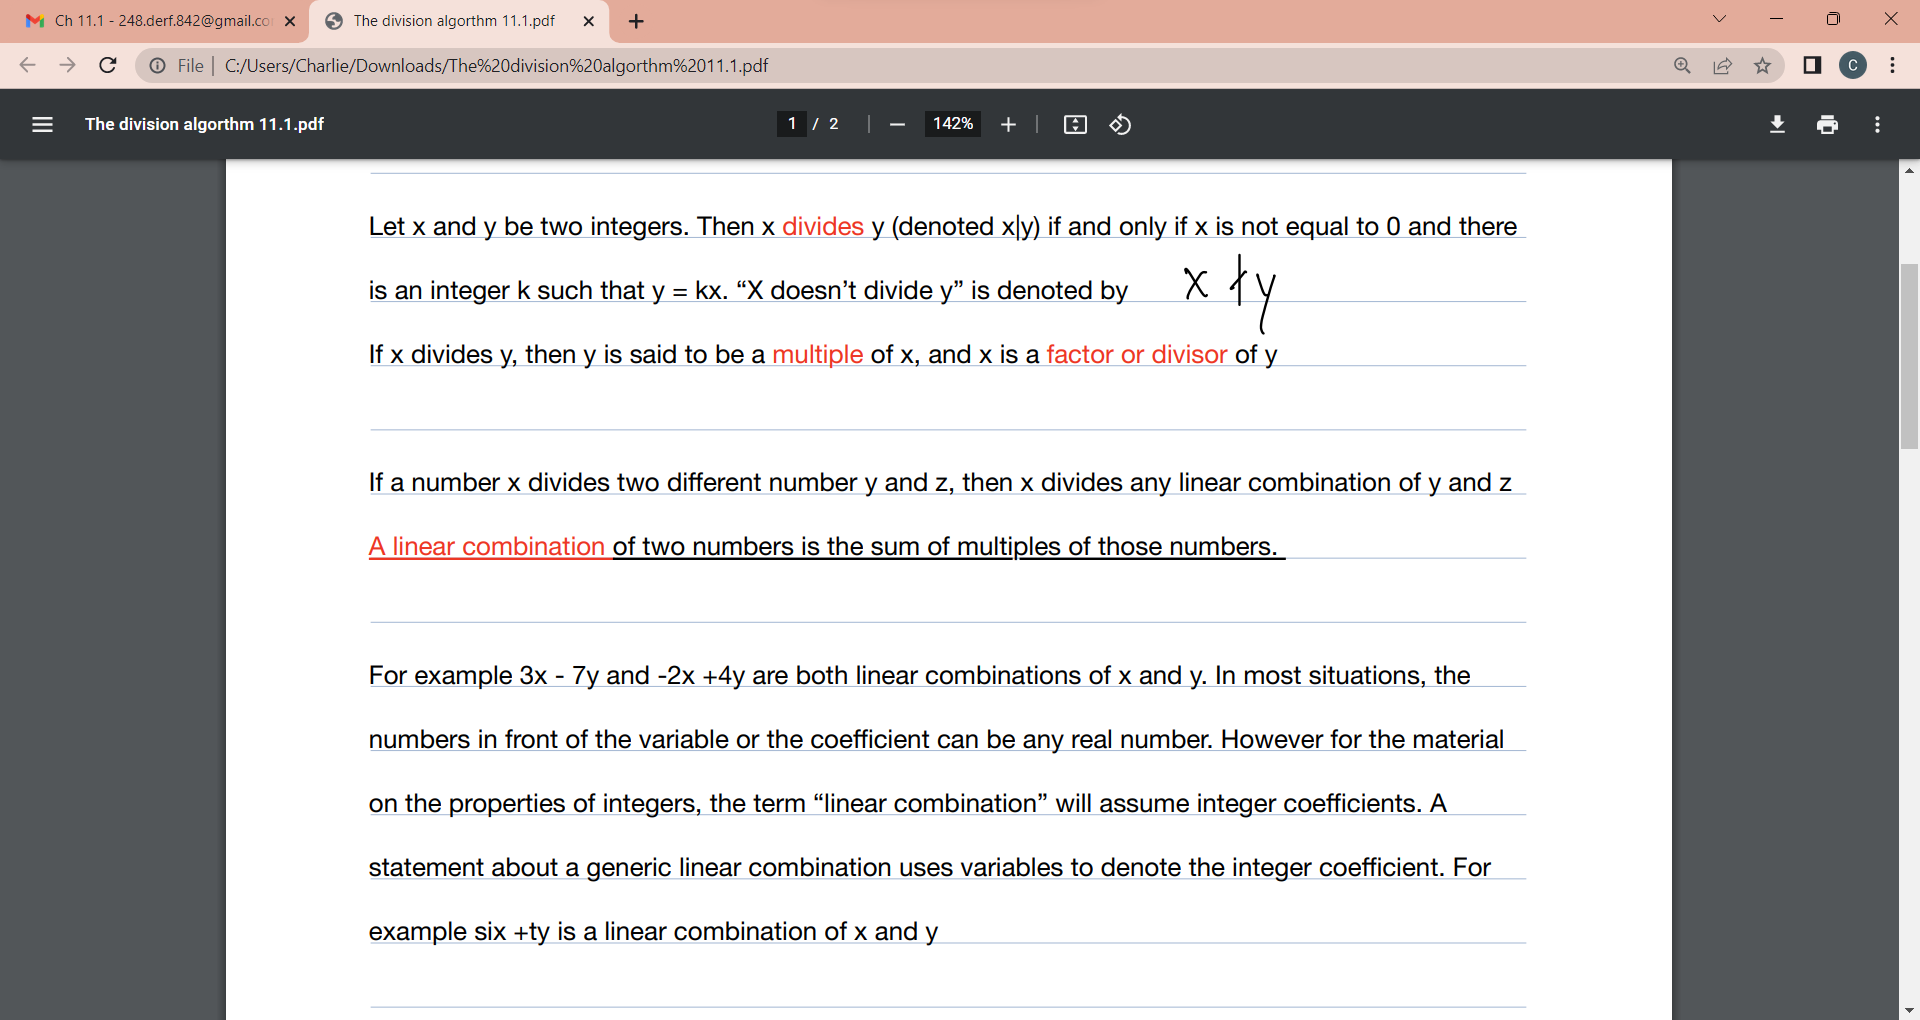 Ch 11.1 - 248.derf.842@gmail.co
The division algorthm 11.1.pdf
File
C:/Users/Charlie/Downloads/The%20division%20algorthm%2011.1.pdf
C
The division algorthm 11.1.pdf
1 / 2
142%
Let x and y be two integers. Then x divides y (denoted x|y) if and only if x is not equal to 0 and there
is an integer k such that y = kx. “X doesn’t divide y” is denoted by x ∤ y
If x divides y, then y is said to be a multiple of x, and x is a factor or divisor of y
If a number x divides two different number y and z, then x divides any linear combination of y and z
A linear combination of two numbers is the sum of multiples of those numbers.
For example 3x - 7y and -2x +4y are both linear combinations of x and y. In most situations, the
numbers in front of the variable or the coefficient can be any real number. However for the material
on the properties of integers, the term “linear combination” will assume integer coefficients. A
statement about a generic linear combination uses variables to denote the integer coefficient. For
example six +ty is a linear combination of x and y